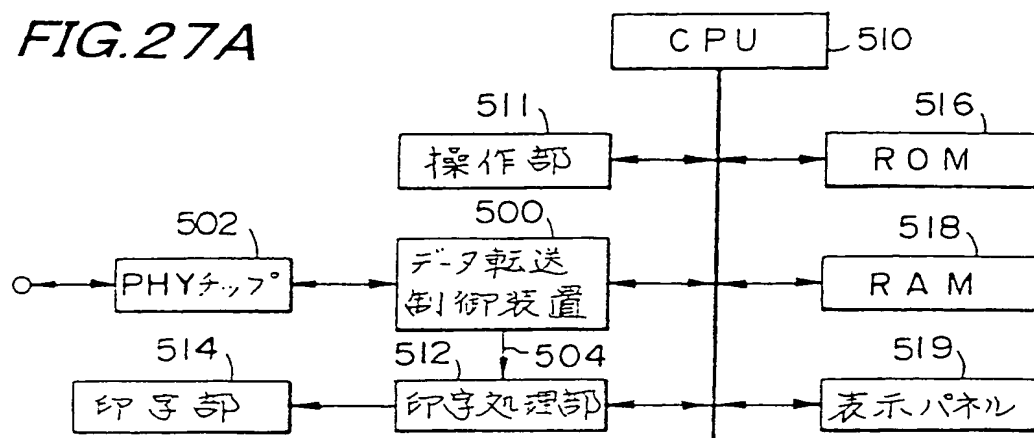 FIG.27A
CPU
510
511
操作部
516
ROM
502
PHYチップ
500
データ転送
制御装置
518
RAM
514
印字部
512
504
印字処理部
519
表示パネル